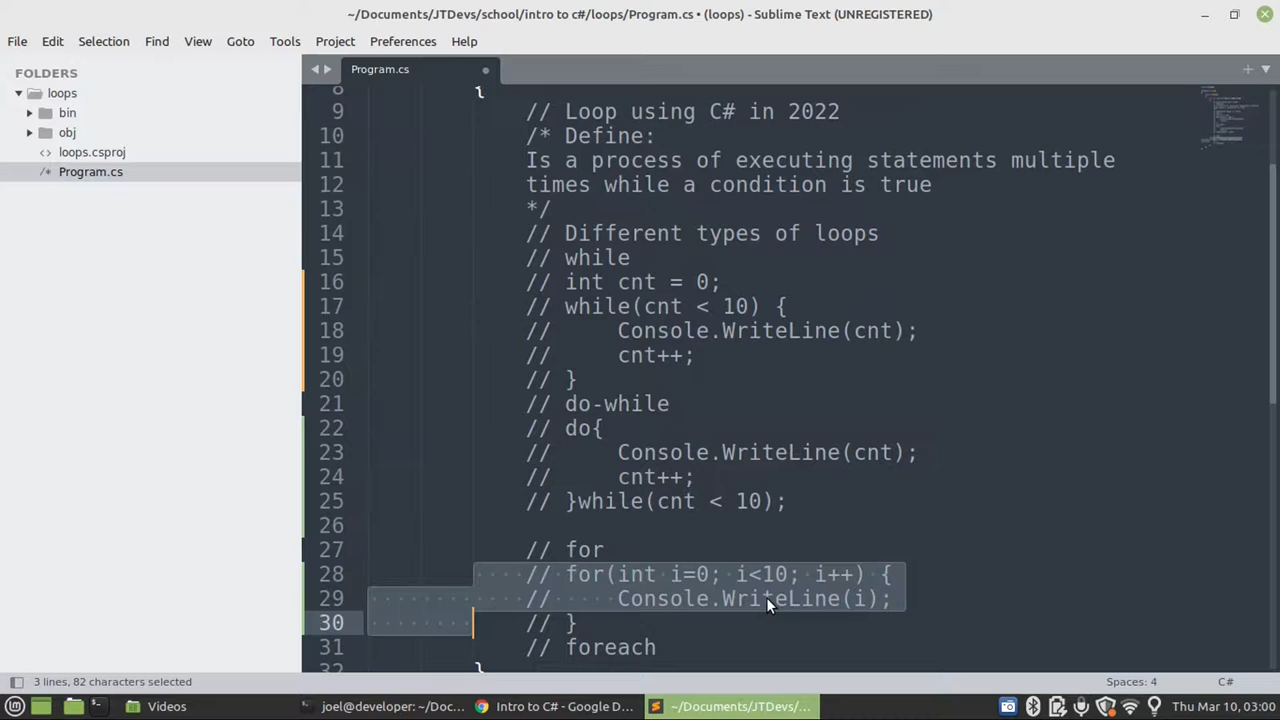 ~/Documents/JTDevs/school/intro to c#/loops/Program.cs • (loops) - Sublime Text (UNREGISTERED)
File Edit Selection Find View Goto Tools Project Preferences Help
FOLDERS
loops
bin
obj
<> loops.csproj
/* Program.cs
Program.cs
8 {
9 // Loop using C# in 2022
10 /* Define:
11 Is a process of executing statements multiple
12 times while a condition is true
13 */
14 // Different types of loops
15 // while
16 // int cnt = 0;
17 // while(cnt < 10) {
18 // Console.WriteLine(cnt);
19 // cnt++;
20 // }
21 // do-while
22 // do{
23 // Console.WriteLine(cnt);
24 // cnt++;
25 // }while(cnt < 10);
26
27 // for
28 // for(int i=0; i<10; i++) {
29 // Console.WriteLine(i);
30 // }
31 // foreach
32 }
3 lines, 82 characters selected
Spaces: 4
C#
Videos
joel@developer: ~/Doc...
Intro to C# - Google D...
~/Documents/JTDevs/...
Thu Mar 10, 03:00